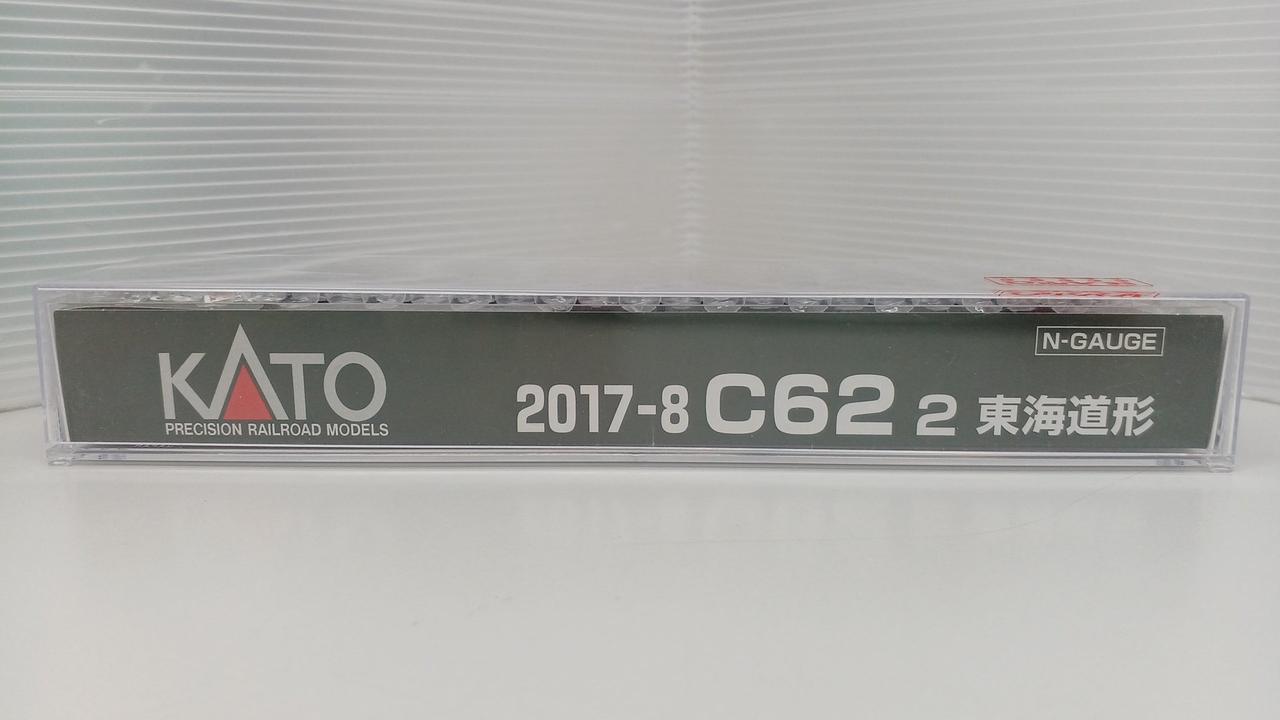 N-GAUGE
KATO
PRECISION RAILROAD MODELS
2017-8 C62 2 東海道形